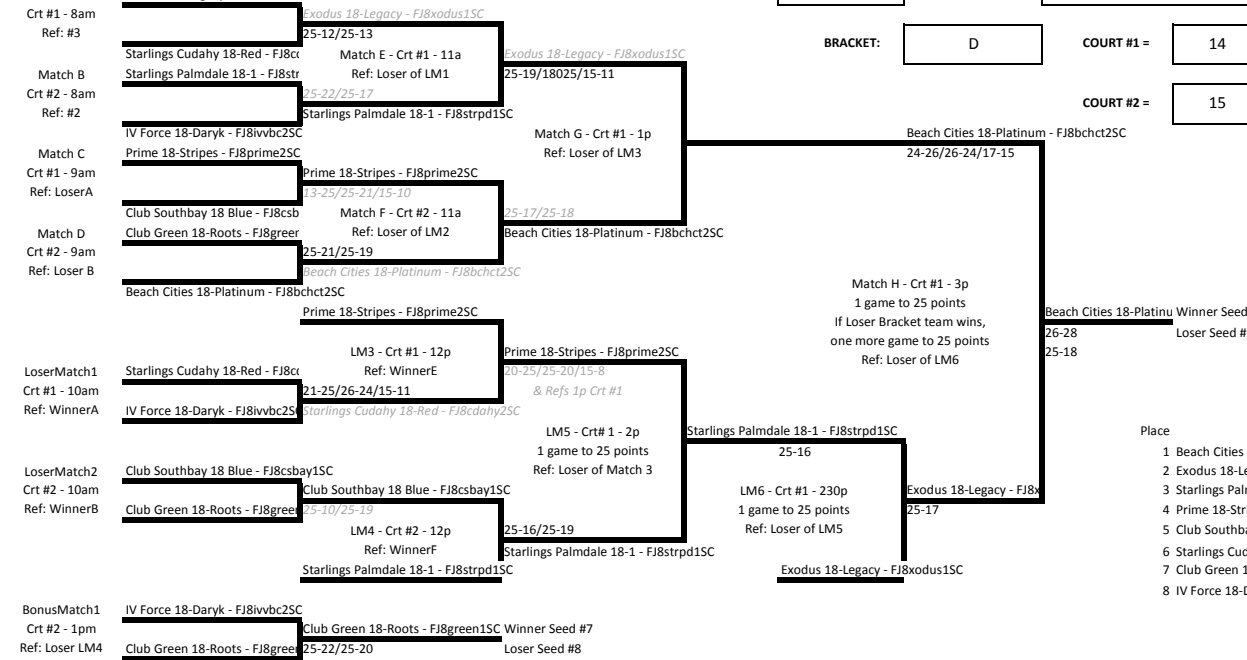 Crt #1 - 8am
Ref: #3
Exodus 18-Legacy - FJ8xodus1SC
25-12/25-13
Starlings Cudahy 18-Red - FJ8c
Match E - Crt #1 - 11a
Ref: Loser of LM1
Exodus 18-Legacy - FJ8xodus1SC
25-19/18025/15-11
BRACKET:
D
COURT #1 =
14
Match B
Crt #2 - 8am
Ref: #2
Starlings Palmdale 18-1 - FJ8str
25-22/25-17
Starlings Palmdale 18-1 - FJ8strpd1SC
COURT #2 =
15
IV Force 18-Daryk - FJ8ivvbc2SC
Match G - Crt #1 - 1p
Ref: Loser of LM3
Beach Cities 18-Platinum - FJ8bchct2SC
24-26/26-24/17-15
Match C
Crt #1 - 9am
Ref: LoserA
Prime 18-Stripes - FJ8prime2SC
Prime 18-Stripes - FJ8prime2SC
13-25/25-21/15-10
Club Southbay 18 Blue - FJ8csb
Match F - Crt #2 - 11a
Ref: Loser of LM2
25-17/25-18
Beach Cities 18-Platinum - FJ8bchct2SC
Match D
Crt #2 - 9am
Ref: Loser B
Club Green 18-Roots - FJ8green
25-21/25-19
Beach Cities 18-Platinum - FJ8bchct2SC
Beach Cities 18-Platinum - FJ8bchct2SC
Match H - Crt #1 - 3p
1 game to 25 points
If Loser Bracket team wins,
one more game to 25 points
Ref: Loser of LM6
Beach Cities 18-Platinu Winner Seed
26-28
Loser Seed #
25-18
Prime 18-Stripes - FJ8prime2SC
LM3 - Crt #1 - 12p
Ref: WinnerE
Prime 18-Stripes - FJ8prime2SC
20-25/25-20/15-8
& Refs 1p Crt #1
LoserMatch1
Crt #1 - 10am
Ref: WinnerA
Starlings Cudahy 18-Red - FJ8c
21-25/26-24/15-11
IV Force 18-Daryk - FJ8ivvbc2S
Starlings Cudahy 18-Red - FJ8cdahy2SC
LM5 - Crt# 1 - 2p
1 game to 25 points
Ref: Loser of Match 3
Starlings Palmdale 18-1 - FJ8strpd1SC
25-16
LoserMatch2
Crt #2 - 10am
Ref: WinnerB
Club Southbay 18 Blue - FJ8csbay1SC
Club Southbay 18 Blue - FJ8csbay1SC
Club Green 18-Roots - FJ8gree
25-10/25-19
LM4 - Crt #2 - 12p
Ref: WinnerF
25-16/25-19
Starlings Palmdale 18-1 - FJ8strpd1SC
Starlings Palmdale 18-1 - FJ8strpd1SC
LM6 - Crt #1 - 230p
1 game to 25 points
Ref: Loser of LM5
Exodus 18-Legacy - FJ8x
25-17
Exodus 18-Legacy - FJ8xodus1SC
Place
1 Beach Cities
2 Exodus 18-Le
3 Starlings Palm
4 Prime 18-Stri
5 Club Southba
6 Starlings Cud
7 Club Green 1
8 IV Force 18-D
BonusMatch1
Crt #2 - 1pm
Ref: Loser LM4
IV Force 18-Daryk - FJ8ivvbc2SC
Club Green 18-Roots - FJ8green1SC Winner Seed #7
Club Green 18-Roots - FJ8gree
25-22/25-20
Loser Seed #8